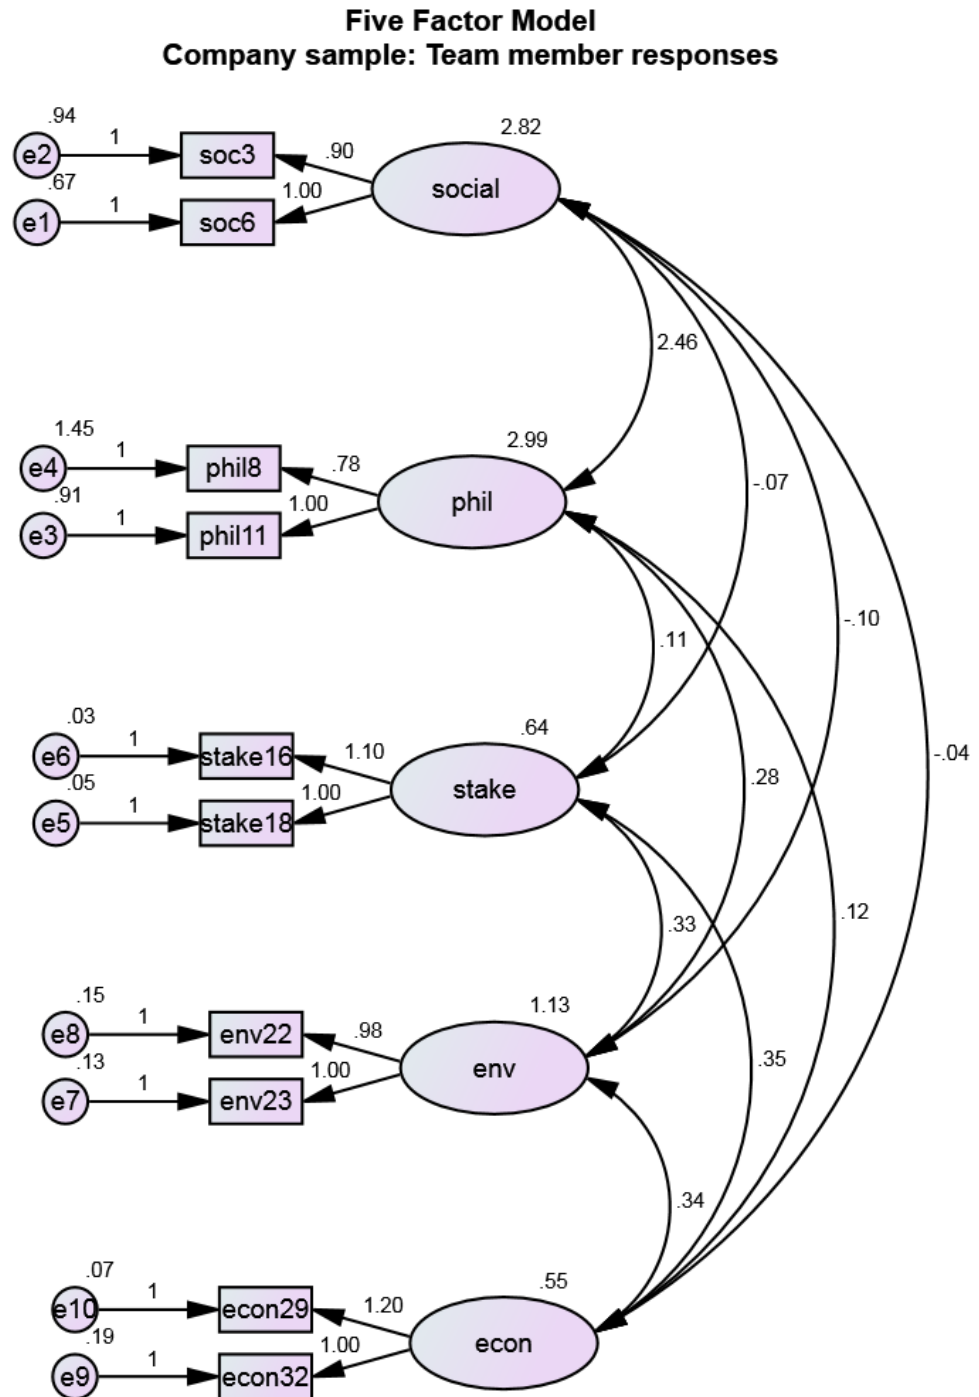 Five Factor Model
Company sample: Team member responses
.94
e2
1
soc3
.90
2.82
social
.67
e1
1
soc6
1.00
2.46
1.45
e4
1
phil8
.78
2.99
phil
.91
e3
1
phil11
1.00
-.07
-.10
.11
.03
e6
1
stake16
1.10
.64
stake
.05
e5
1
stake18
1.00
-.04
.28
.12
.33
.15
e8
1
env22
.98
1.13
env
.13
e7
1
env23
1.00
.35
.34
.07
e10
1
econ29
1.20
.55
econ
.19
e9
1
econ32
1.00